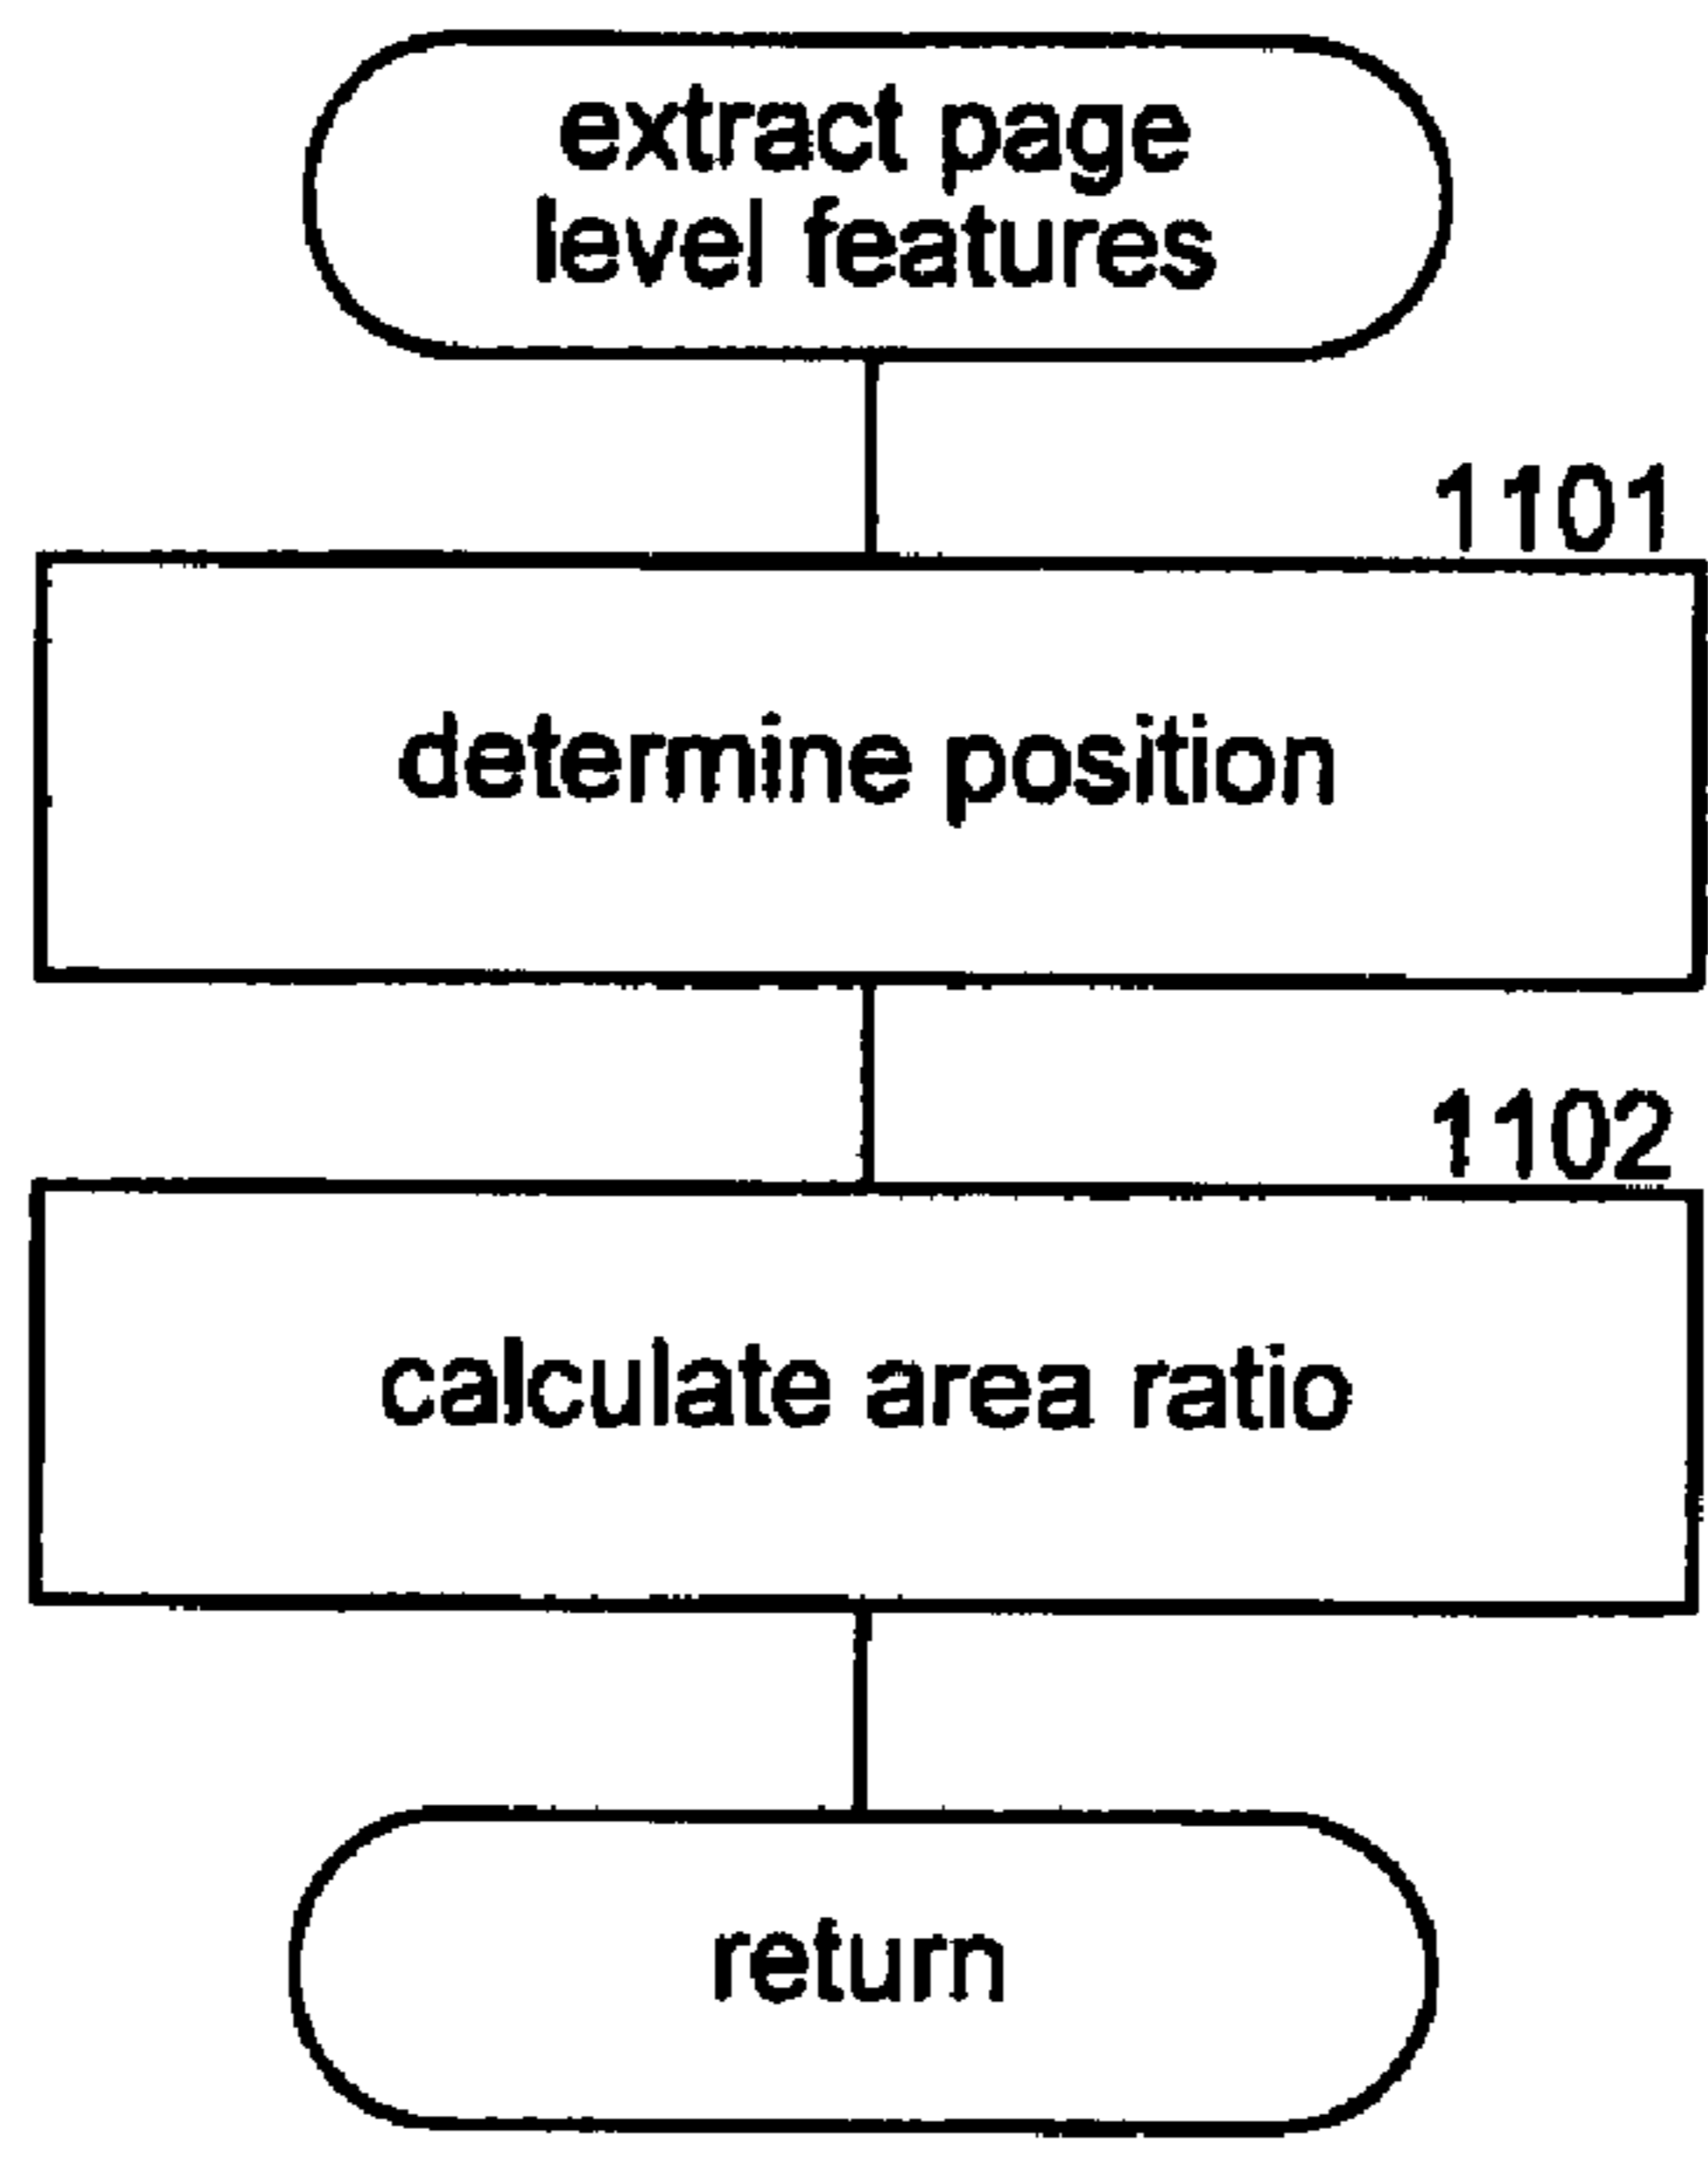 extract page
level features
1101
determine position
1102
calculate area ratio
return